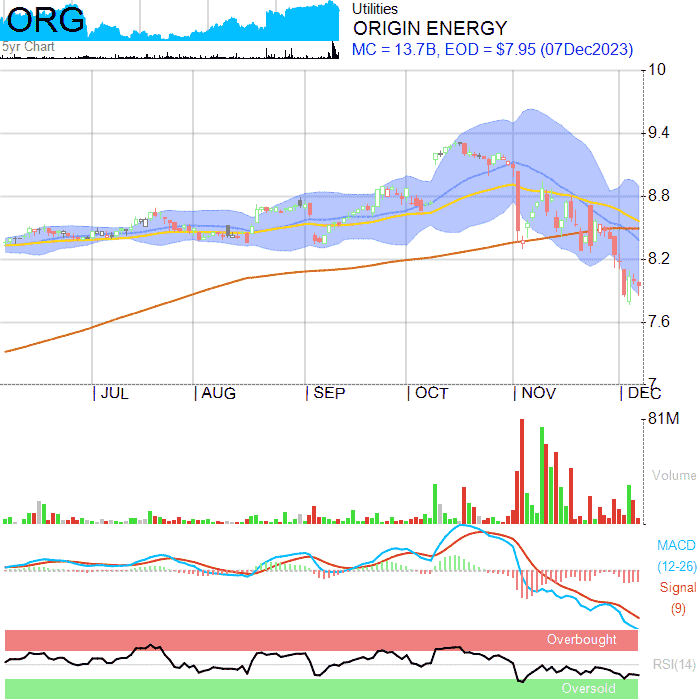 ORG
5yr Chart
Utilities
ORIGIN ENERGY
MC = 13.7B, EOD = $7.95 (07Dec2023)
10
9.4
8.8
8.2
7.6
7
JUL AUG SEP OCT NOV DEC
81M
Volume
MACD
(12-26)
Signal
(9)
Overbought
RSI(14)
Oversold